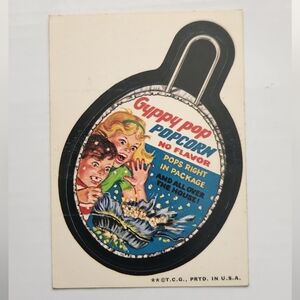 Gyppy pop
POPCORN
NO FLAVOR
POPS RIGHT
IN PACKAGE
AND ALL OVER
THE HOUSE!
**©T.C.G., PRTD. IN U.S.A.